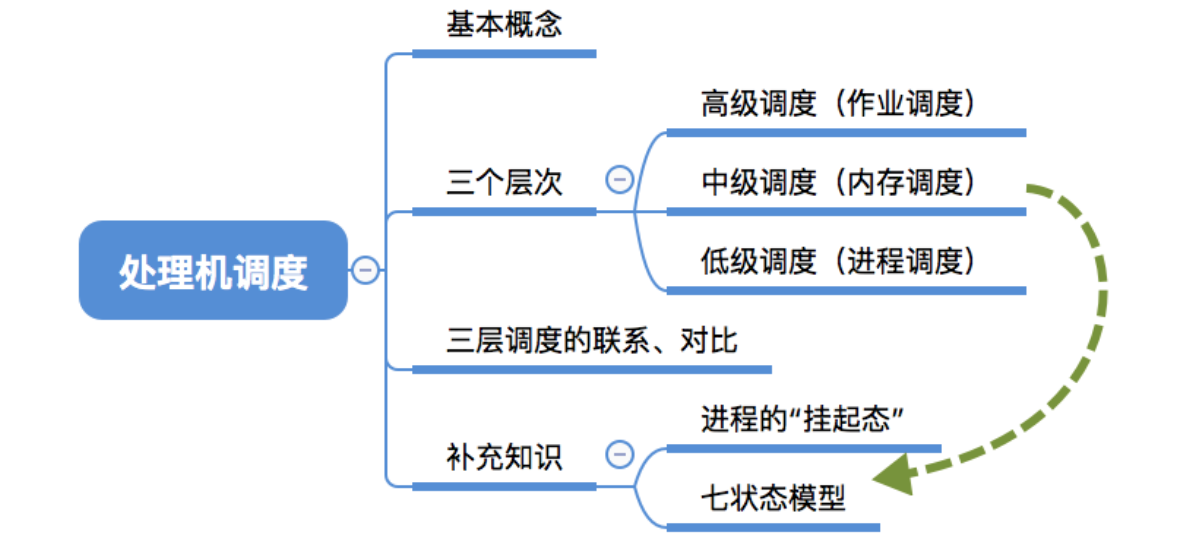 基本概念
高级调度（作业调度）
三个层次
中级调度（内存调度）
低级调度（进程调度）
处理机调度
三层调度的联系、对比
进程的“挂起态”
补充知识
七状态模型